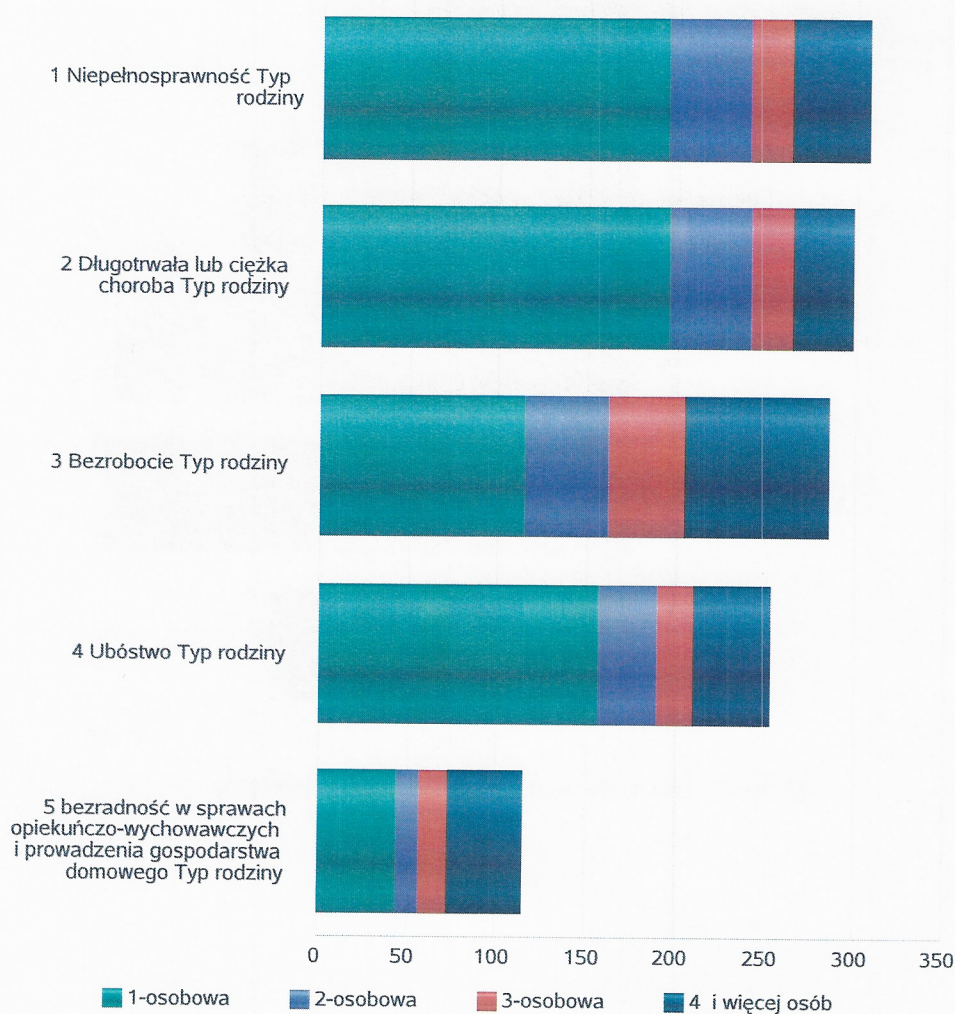 1 Niepełnosprawność Typ
rodziny
2 Długotrwała lub ciężka
choroba Typ rodziny
3 Bezrobocie Typ rodziny
4 Ubóstwo Typ rodziny
5 bezradność w sprawach
opiekuńczo-wychowawczych
i prowadzenia gospodarstwa
domowego Typ rodziny
0 50 100 150 200 250 300 350
1-osobowa 2-osobowa 3-osobowa 4 i więcej osób